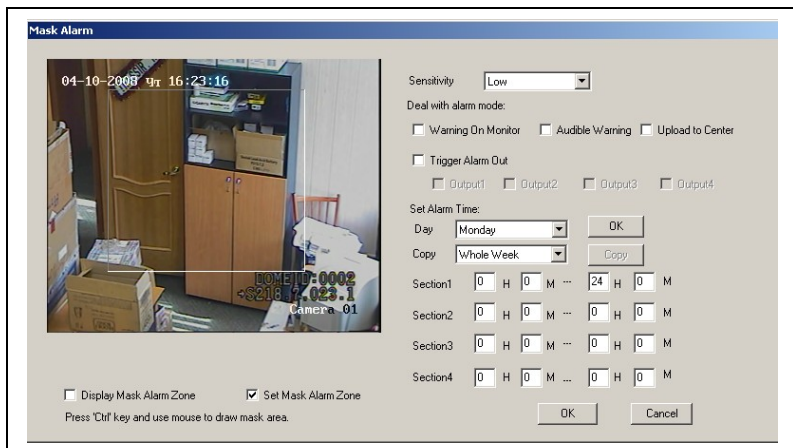 Mask Alarm
04-10-2008 Чт 16:23:16
DOMEID:0002
Camera 01
Display Mask Alarm Zone
Set Mask Alarm Zone
Press 'Ctrl' key and use mouse to draw mask area.
Sensitivity Low
Deal with alarm mode:
Warning On Monitor Audible Warning Upload to Center
Trigger Alarm Out
Output1 Output2 Output3 Output4
Set Alarm Time:
Day Monday OK
Copy Whole Week Copy
Section1 0 H 0 M --- 24 H 0 M
Section2 0 H 0 M --- 0 H 0 M
Section3 0 H 0 M --- 0 H 0 M
Section4 0 H 0 M ... 0 H 0 M
OK Cancel